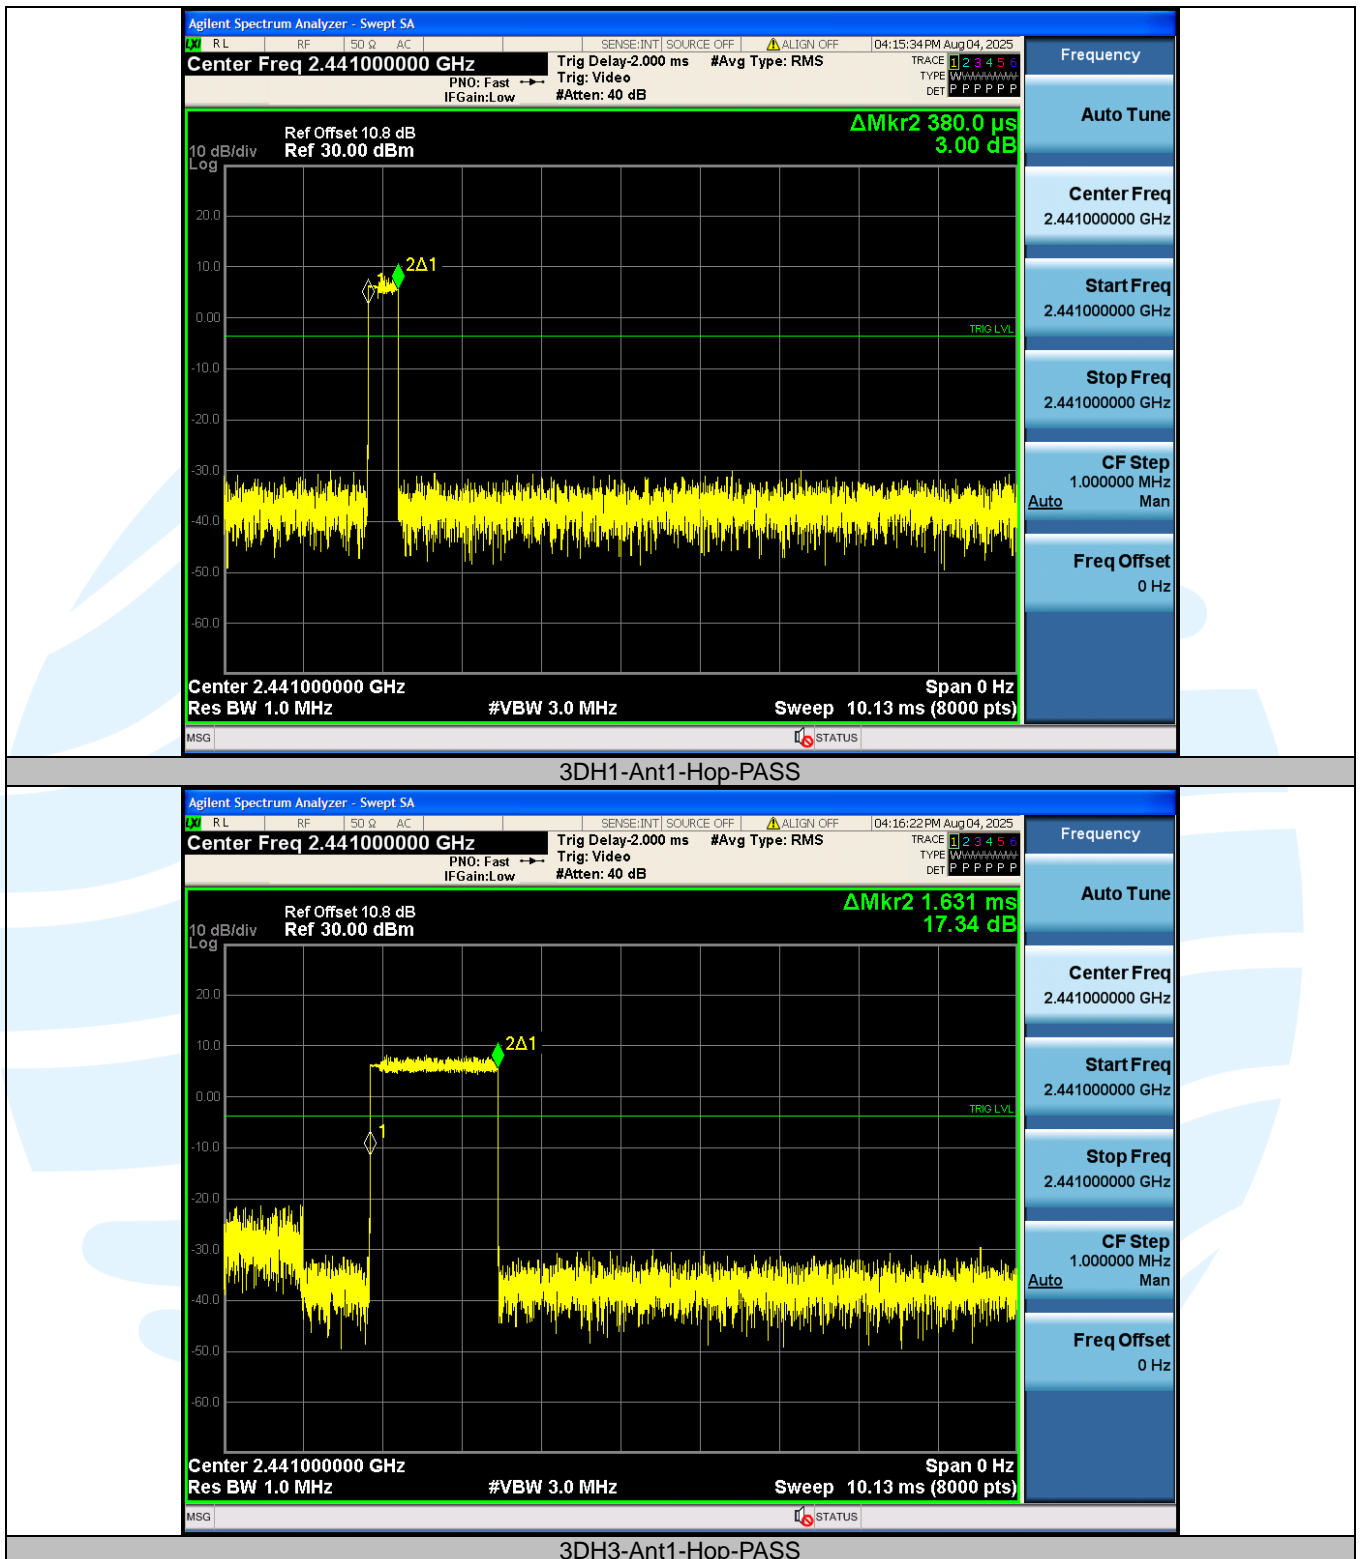 Agilent Spectrum Analyzer - Swept SA
LXI RL RF 50 Ω AC SENSE:INT SOURCE OFF ALIGN OFF 04:15:34 PM Aug 04, 2025
Center Freq 2.441000000 GHz Trig Delay-2.000 ms #Avg Type: RMS TRACE 1 2 3 4 5 6
PNO: Fast Trig: Video TYPE WWWWWW
IFGain:Low #Atten: 40 dB DET P P P P P P
ΔMkr2 380.0 µs
3.00 dB
Ref Offset 10.8 dB
10 dB/div Ref 30.00 dBm
Log
20.0
10.0
0.00
-10.0
-20.0
-30.0
-40.0
-50.0
-60.0
1
2Δ1
TRIG LVL
Center 2.441000000 GHz Span 0 Hz
Res BW 1.0 MHz #VBW 3.0 MHz Sweep 10.13 ms (8000 pts)
MSG STATUS
Frequency
Auto Tune
Center Freq
2.441000000 GHz
Start Freq
2.441000000 GHz
Stop Freq
2.441000000 GHz
CF Step
1.000000 MHz
Auto Man
Freq Offset
0 Hz
3DH1-Ant1-Hop-PASS
Agilent Spectrum Analyzer - Swept SA
LXI RL RF 50 Ω AC SENSE:INT SOURCE OFF ALIGN OFF 04:16:22 PM Aug 04, 2025
Center Freq 2.441000000 GHz Trig Delay-2.000 ms #Avg Type: RMS TRACE 1 2 3 4 5 6
PNO: Fast Trig: Video TYPE WWWWWW
IFGain:Low #Atten: 40 dB DET P P P P P P
ΔMkr2 1.631 ms
17.34 dB
Ref Offset 10.8 dB
10 dB/div Ref 30.00 dBm
Log
20.0
10.0
0.00
-10.0
-20.0
-30.0
-40.0
-50.0
-60.0
2Δ1
1
TRIG LVL
Center 2.441000000 GHz Span 0 Hz
Res BW 1.0 MHz #VBW 3.0 MHz Sweep 10.13 ms (8000 pts)
MSG STATUS
Frequency
Auto Tune
Center Freq
2.441000000 GHz
Start Freq
2.441000000 GHz
Stop Freq
2.441000000 GHz
CF Step
1.000000 MHz
Auto Man
Freq Offset
0 Hz
3DH3-Ant1-Hop-PASS